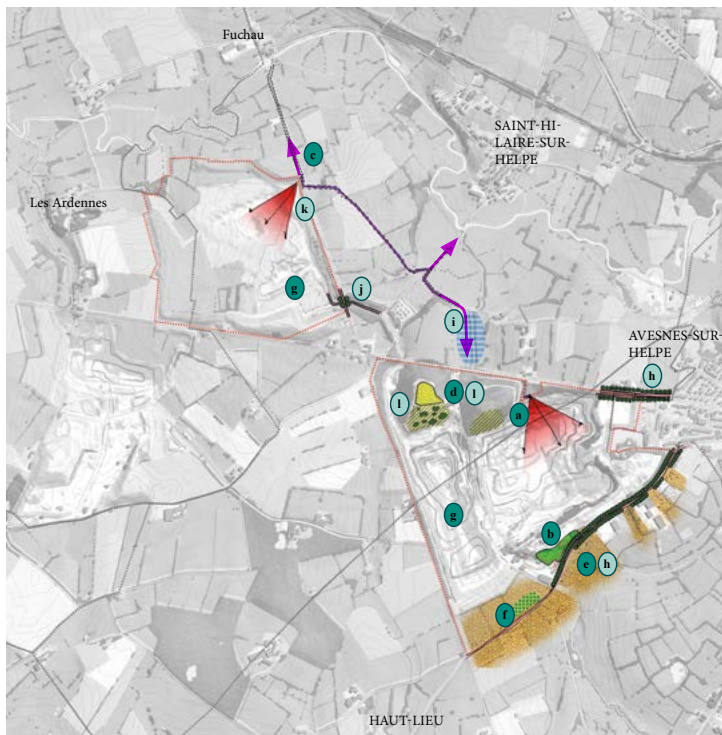 Fuchau
SAINT-HI-
LAIRE-SUR-
HELPE
c
Les Ardennes
k
g
j
i
AVESNES-SUR-
HELPE
h
d
l
l
a
g
b
e
h
f
HAUT-LIEU